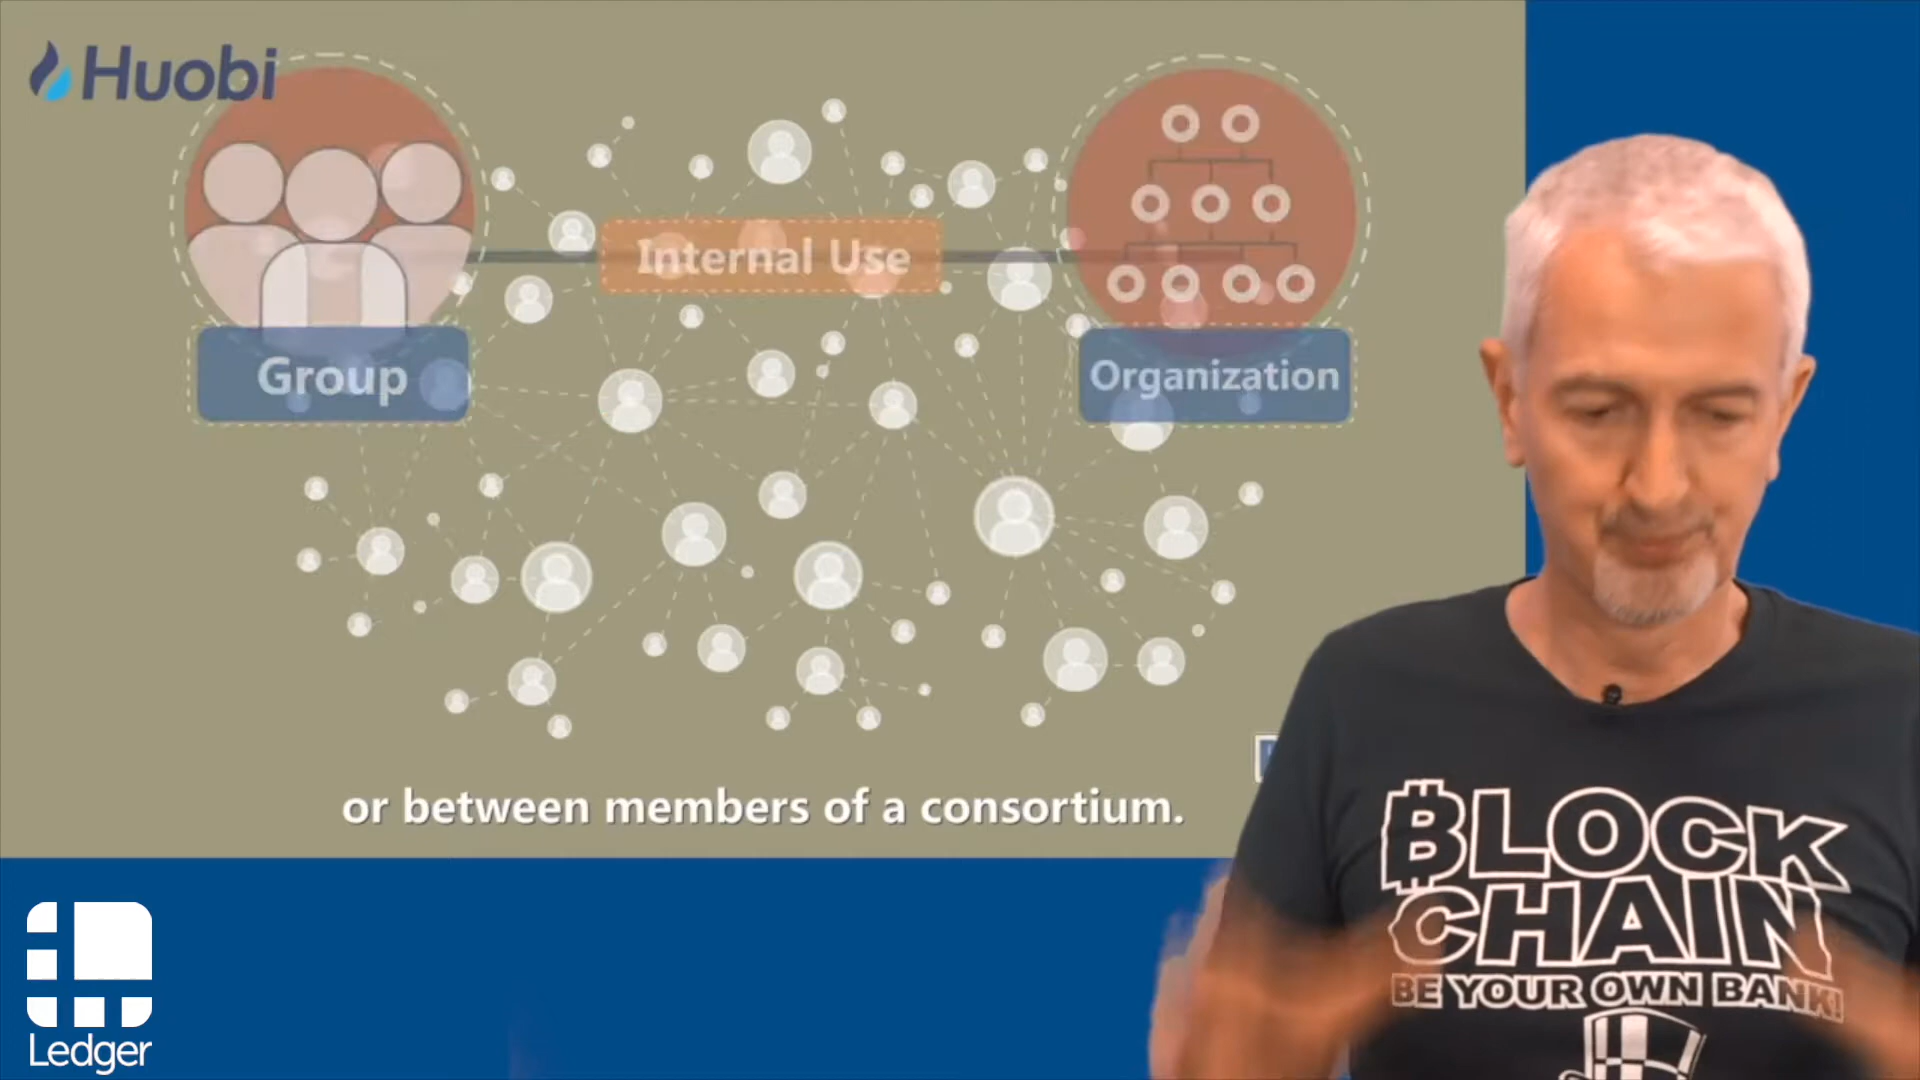 Huobi
Internal Use
Group
Organization
or between members of a consortium.
BLOCK
CHAIN
BE YOUR OWN BANK!
Ledger